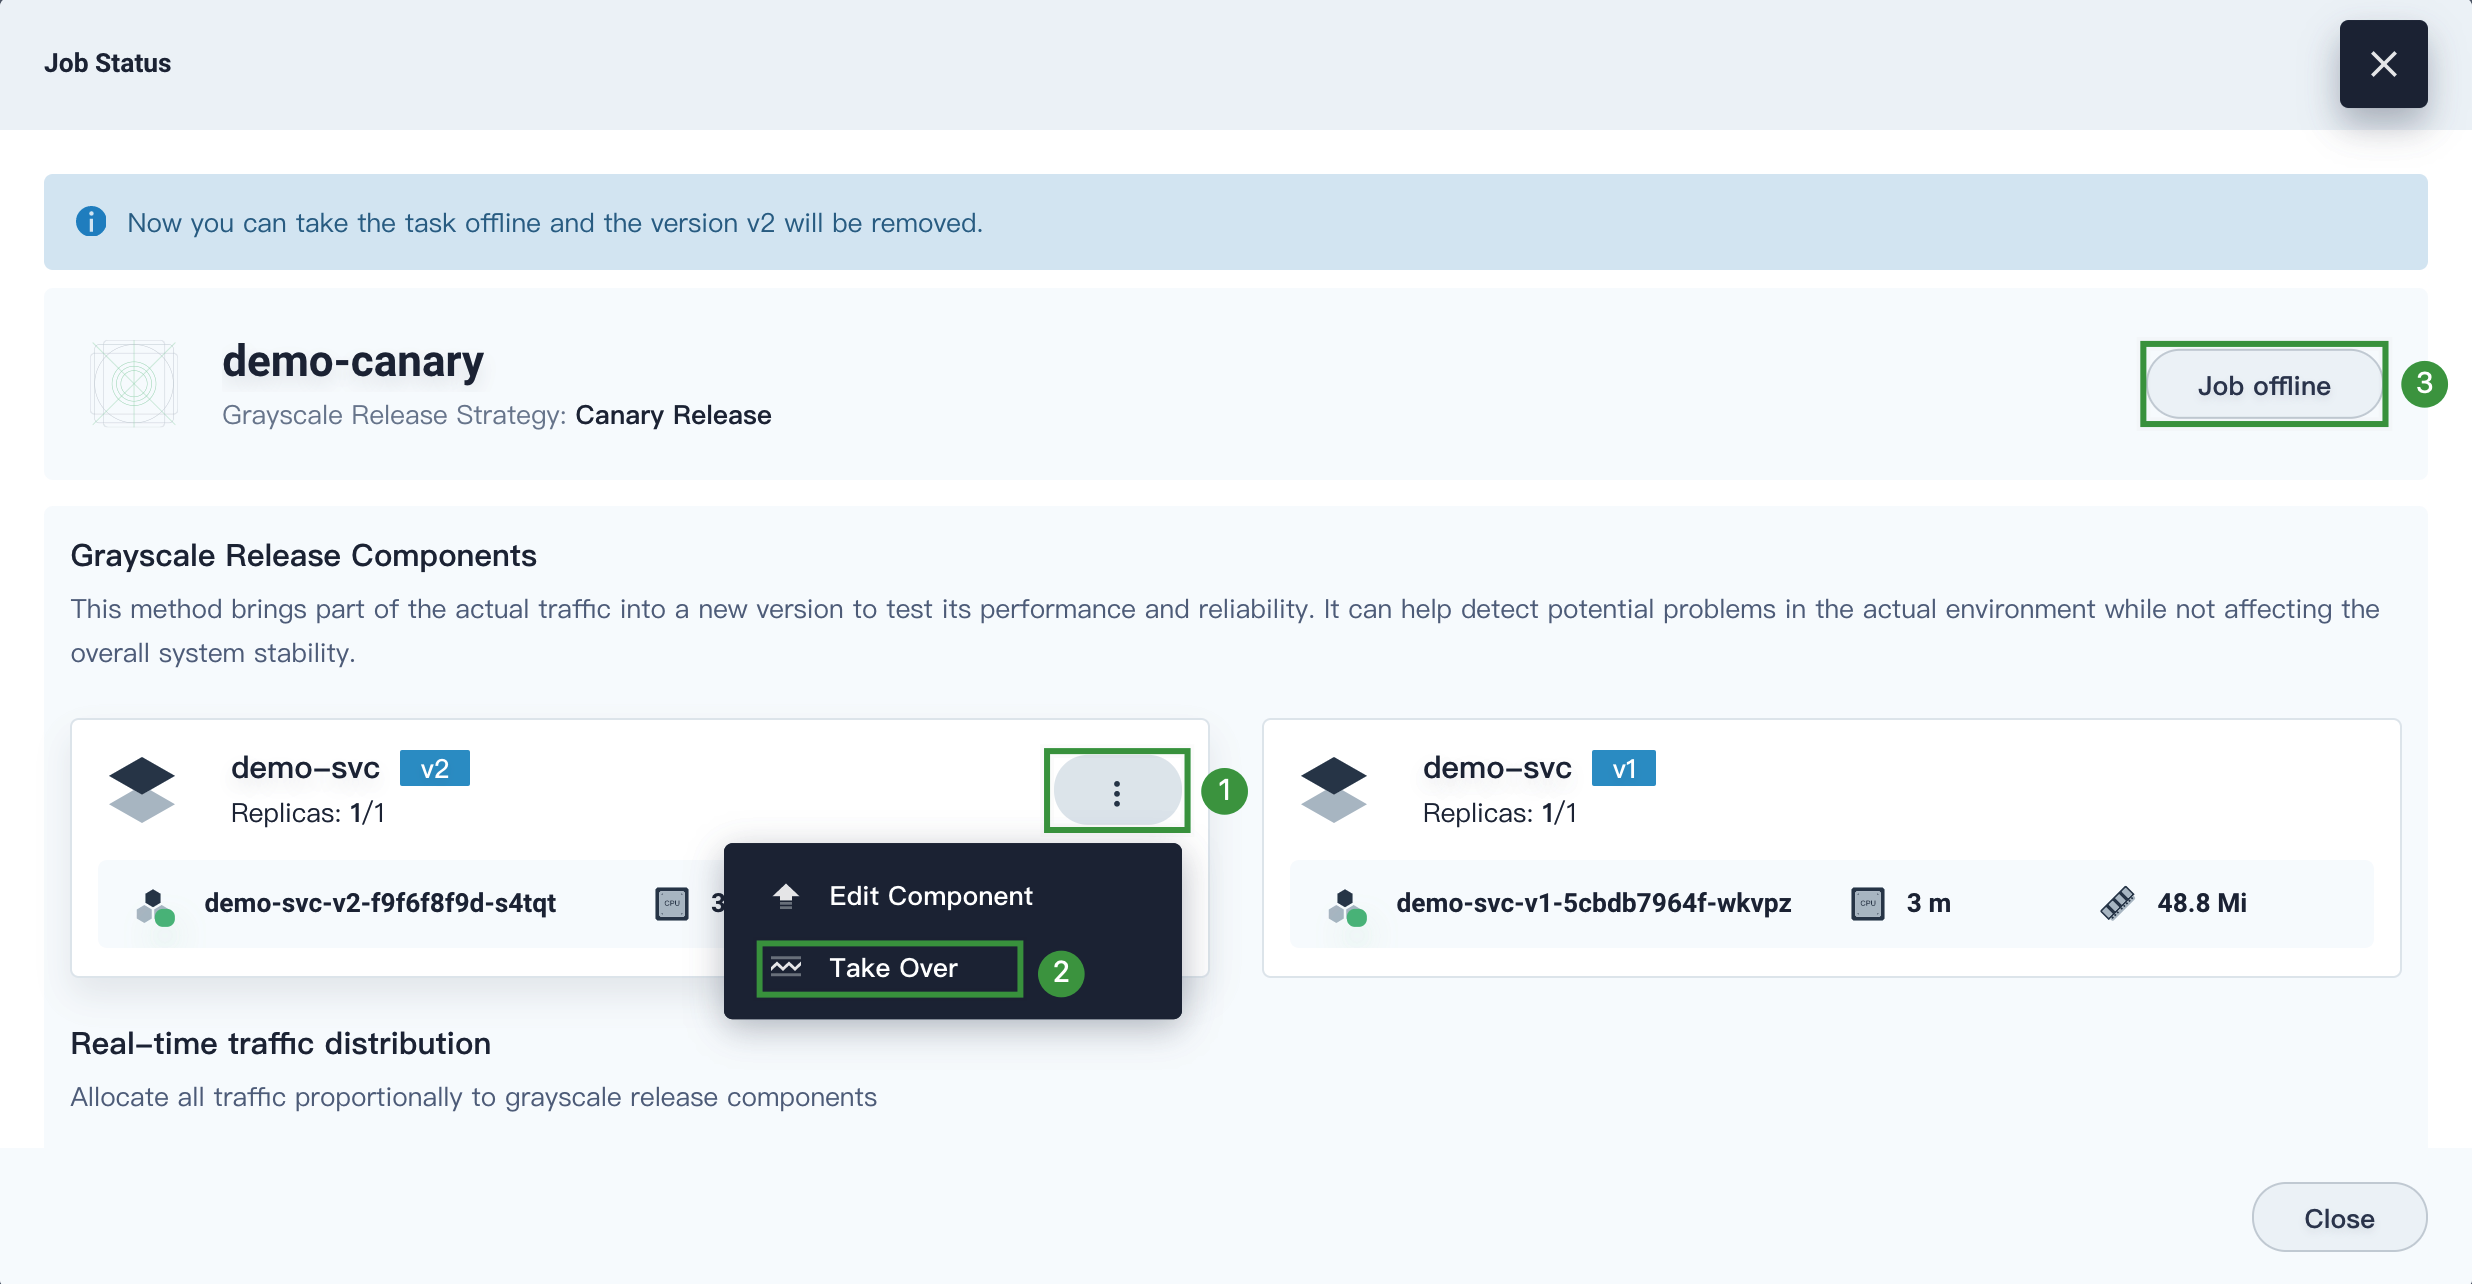 Job Status
Now you can take the task offline and the version v2 will be removed.
demo-canary
Grayscale Release Strategy: Canary Release
Job offline
3
Grayscale Release Components
This method brings part of the actual traffic into a new version to test its performance and reliability. It can help detect potential problems in the actual environment while not affecting the
overall system stability.
demo-svc v2
Replicas: 1/1
1
demo-svc-v2-f9f6f8f9d-s4tqt
CPU
3
Edit Component
Take Over
2
demo-svc v1
Replicas: 1/1
demo-svc-v1-5cbdb7964f-wkvpz
CPU
3 m
48.8 Mi
Real-time traffic distribution
Allocate all traffic proportionally to grayscale release components
Close